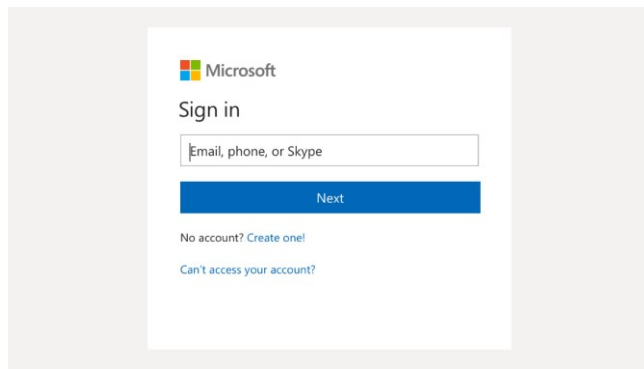 Microsoft
Sign in
Email, phone, or Skype
Next
No account? Create one!
Can't access your account?